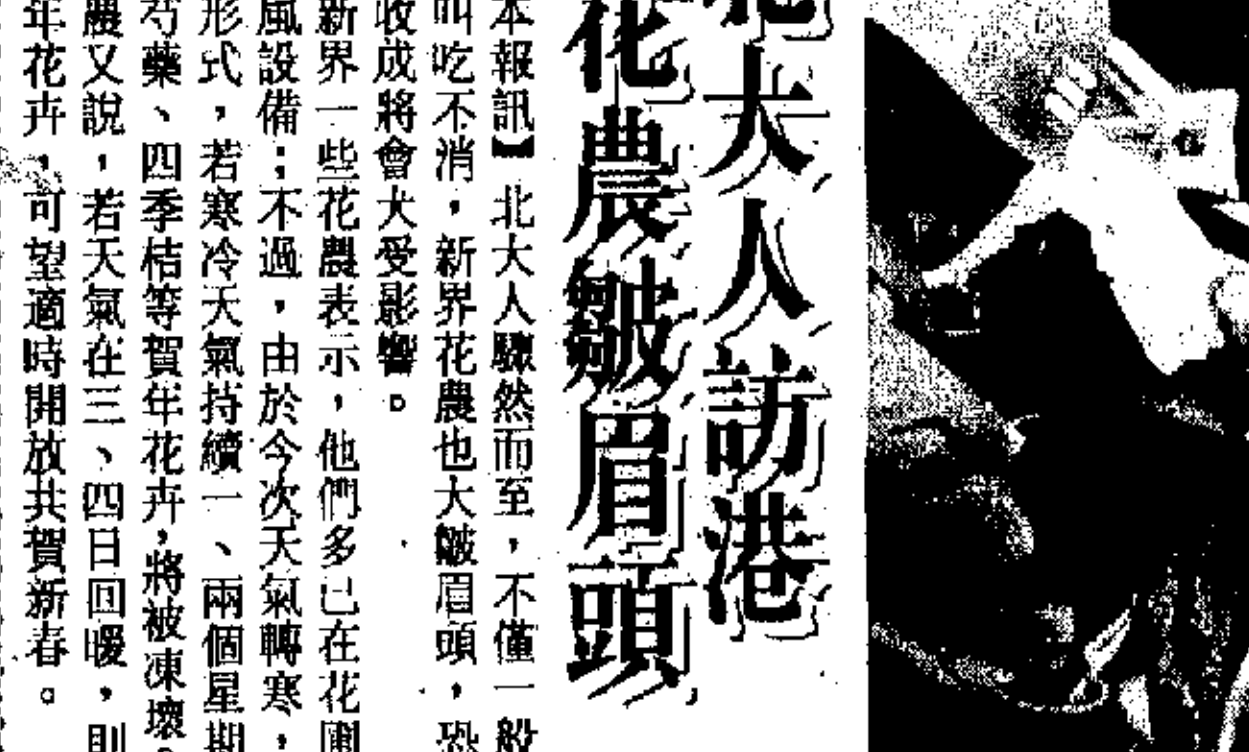 北大人訪港
花農皺眉頭
本報訊】北大人驟然而至，不僅一般
叫吃不消，新界花農也大皺眉頭，恐
收成將會大受影響。
新界一些花農表示，他們多已在花圃
風設備；不過，由於今次天氣轉寒，
形式，若寒冷天氣持續一、兩個星期
芍藥、四季桔等賀年花卉，將被凍壞。
農又說，若天氣在三、四日回暖，則
年花卉，可望適時開放共賀新春。